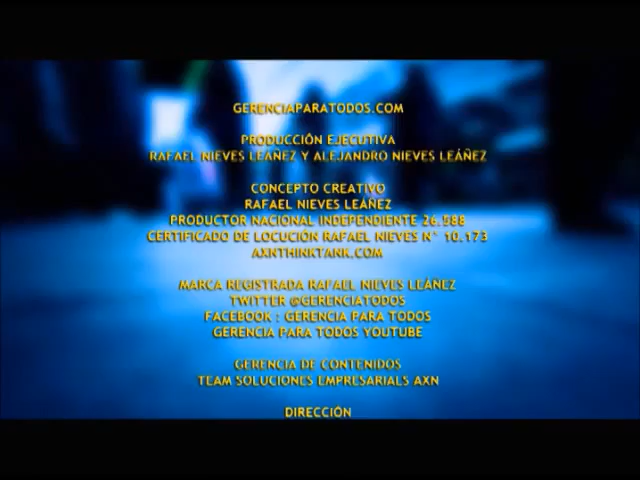 GERENCIAPARATODOS.COM
PRODUCCIÓN EJECUTIVA
RAFAEL NIEVES LEAÑEZ Y ALEJANDRO NIEVES LEÁÑEZ
CONCEPTO CREATIVO
RAFAEL NIEVES LEÁÑEZ
PRODUCTOR NACIONAL INDEPENDIENTE 26.588
CERTIFICADO DE LOCUCIÓN RAFAEL NIEVES N° 10.173
AXNTHINKTANK.COM
MARCA REGISTRADA RAFAEL NIEVES LEÁÑEZ
TWITTER @GERENCIATODOS
FACEBOOK : GERENCIA PARA TODOS
GERENCIA PARA TODOS YOUTUBE
GERENCIA DE CONTENIDOS
TEAM SOLUCIONES EMPRESARIALS AXN
DIRECCIÓN